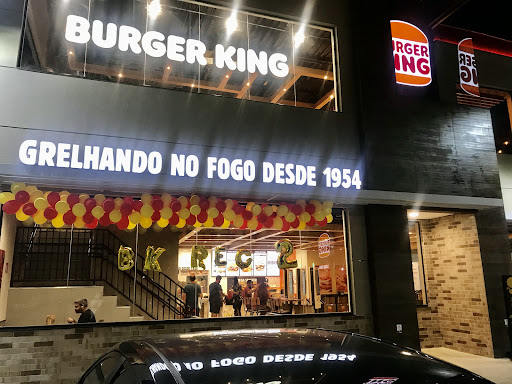 BURGER KING
BURGER
KING
GRELHANDO NO FOGO DESDE 1954
BK REC 2